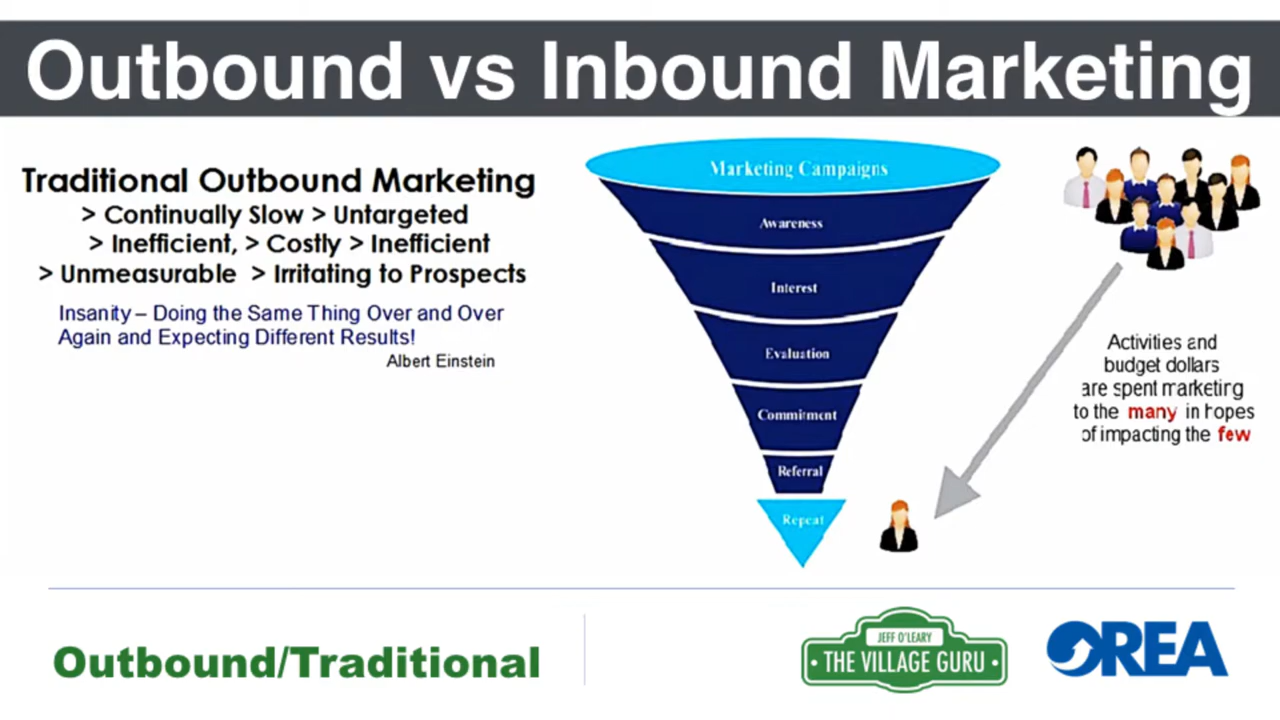 Outbound vs Inbound Marketing
Traditional Outbound Marketing
> Continually Slow > Untargeted
> Inefficient, > Costly > Inefficient
> Unmeasurable > Irritating to Prospects
Insanity – Doing the Same Thing Over and Over
Again and Expecting Different Results!
Albert Einstein
Marketing Campaigns
Awareness
Interest
Evaluation
Commitment
Referral
Repeat
Activities and
budget dollars
are spent marketing
to the many in hopes
of impacting the few
Outbound/Traditional
JEFF O'LEARY
• THE VILLAGE GURU •
OREA